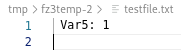 tmp > fz3temp-2 > testfile.txt
1 Var5: 1
2